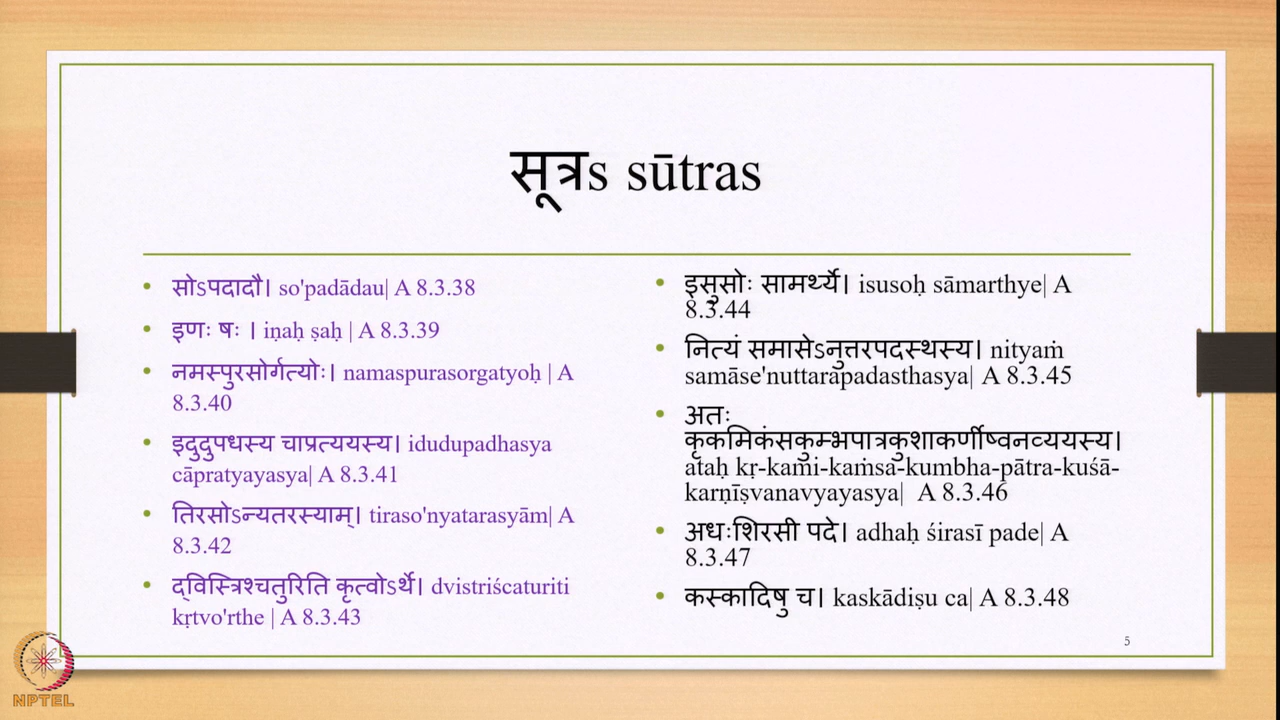 सूत्रs sūtras
सोऽपदादौ। so'padādau| A 8.3.38
इणः षः । iṇaḥ ṣaḥ | A 8.3.39
नमस्पुरसोर्गत्योः। namaspurasorgatyoḥ | A
8.3.40
इदुदुपधस्य चाप्रत्ययस्य। idudupadhasya
cāpratyayasya| A 8.3.41
तिरसोऽन्यतरस्याम्। tiraso'nyatarasyām| A
8.3.42
द्विस्त्रिश्चतुरिति कृत्वोऽर्थे। dvistriścaturiti
kṛtvo'rthe | A 8.3.43
इसुसोः सामर्थ्ये। isusoḥ sāmarthye| A
8.3.44
नित्यं समासेऽनुत्तरपदस्थस्य। nityaṁ
samāse'nuttarapadasthasya| A 8.3.45
अतः
कृकमिकंसकुम्भपात्रकुशाकर्णीष्वनव्ययस्य।
ataḥ kṛ-kami-kaṁsa-kumbha-pātra-kuśā-
karṇīṣvanavyayasya| A 8.3.46
अधःशिरसी पदे। adhaḥ śirasī pade| A
8.3.47
कस्कादिषु च। kaskādiṣu ca| A 8.3.48
5
NPTEL